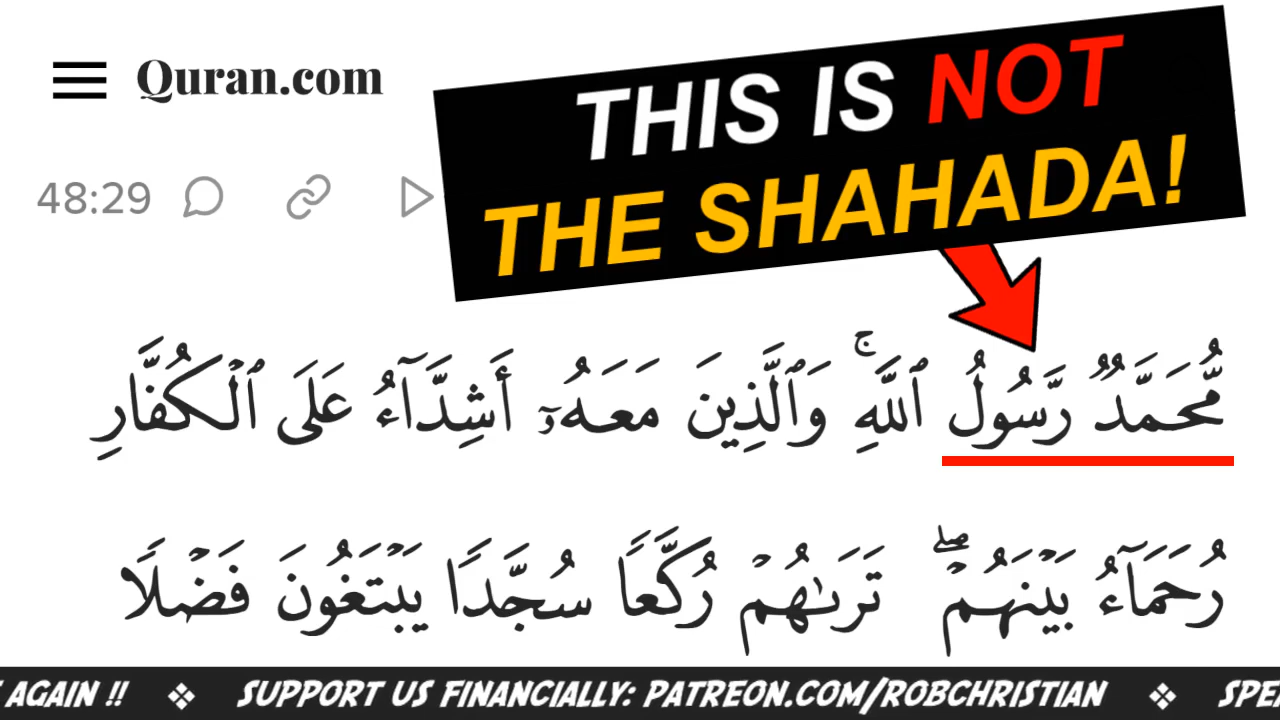 Quran.com
THIS IS NOT
THE SHAHADA!
48:29
مُّحَمَّدٌۭ رَّسُولُ ٱللَّهِ ۚ وَٱلَّذِينَ مَعَهُۥٓ أَشِدَّآءُ عَلَى ٱلْكُفَّارِ
رُحَمَآءُ بَيْنَهُمْ ۖ تَرَىٰهُمْ رُكَّعًۭا سُجَّدًۭا يَبْتَغُونَ فَضْلًۭا
AGAIN !! ❖ SUPPORT US FINANCIALLY: PATREON.COM/ROBCHRISTIAN ❖